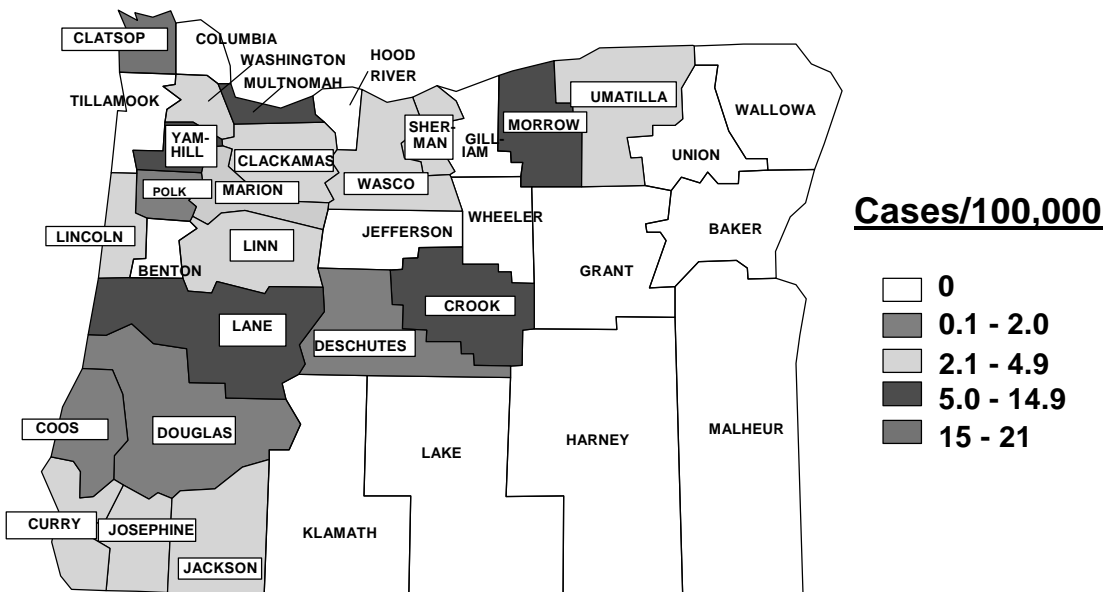 CLATSOP
COLUMBIA
WASHINGTON
MULTNOMAH
HOOD
RIVER
TILLAMOOK
YAM-
HILL
CLACKAMAS
SHER-
MAN
GILL-
IAM
MORROW
UMATILLA
UNION
WALLOWA
POLK
MARION
WASCO
WHEELER
LINCOLN
LINN
JEFFERSON
BENTON
GRANT
BAKER
LANE
DESCHUTES
CROOK
COOS
DOUGLAS
LAKE
HARNEY
MALHEUR
CURRY
JOSEPHINE
JACKSON
KLAMATH
Cases/100,000
0
0.1 - 2.0
2.1 - 4.9
5.0 - 14.9
15 - 21